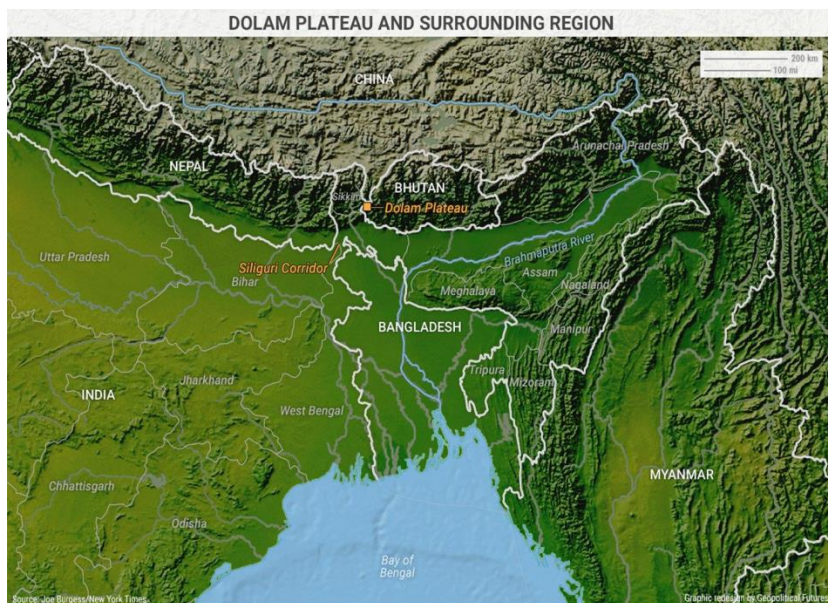 DOLAM PLATEAU AND SURROUNDING REGION
200 km
100 mi
CHINA
Arunachal Pradesh
NEPAL
BHUTAN
Sikkim
Dolam Plateau
Uttar Pradesh
Siliguri Corridor
Bihar
Brahmaputra River
Assam
Meghalaya
Nagaland
BANGLADESH
Manipur
Tripura
Mizoram
Jharkhand
INDIA
West Bengal
MYANMAR
Chhattisgarh
Odisha
Bay of
Bengal
Source: Joe Burgess/New York Times
Graphic redesign by Geopolitical Futures